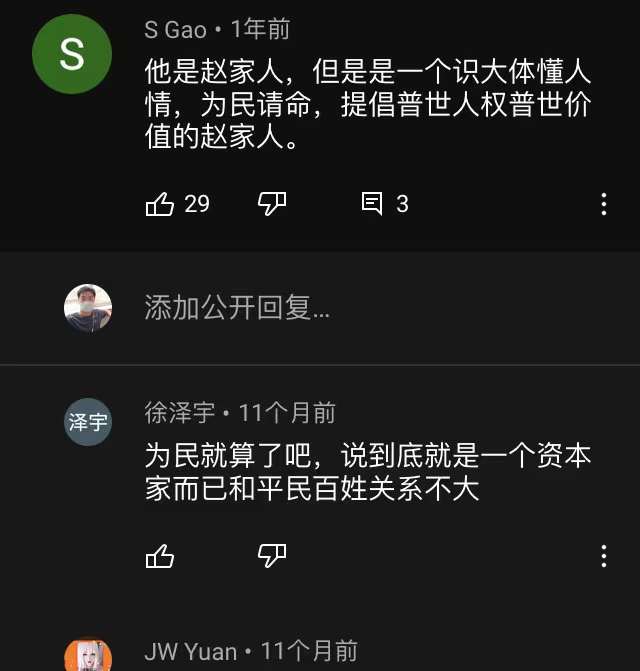 S
S Gao • 1年前
他是赵家人，但是是一个识大体懂人
情，为民请命，提倡普世人权普世价
值的赵家人。
29
3
添加公开回复...
泽宇
徐泽宇 • 11个月前
为民就算了吧，说到底就是一个资本
家而已和平民百姓关系不大
JW Yuan • 11个月前